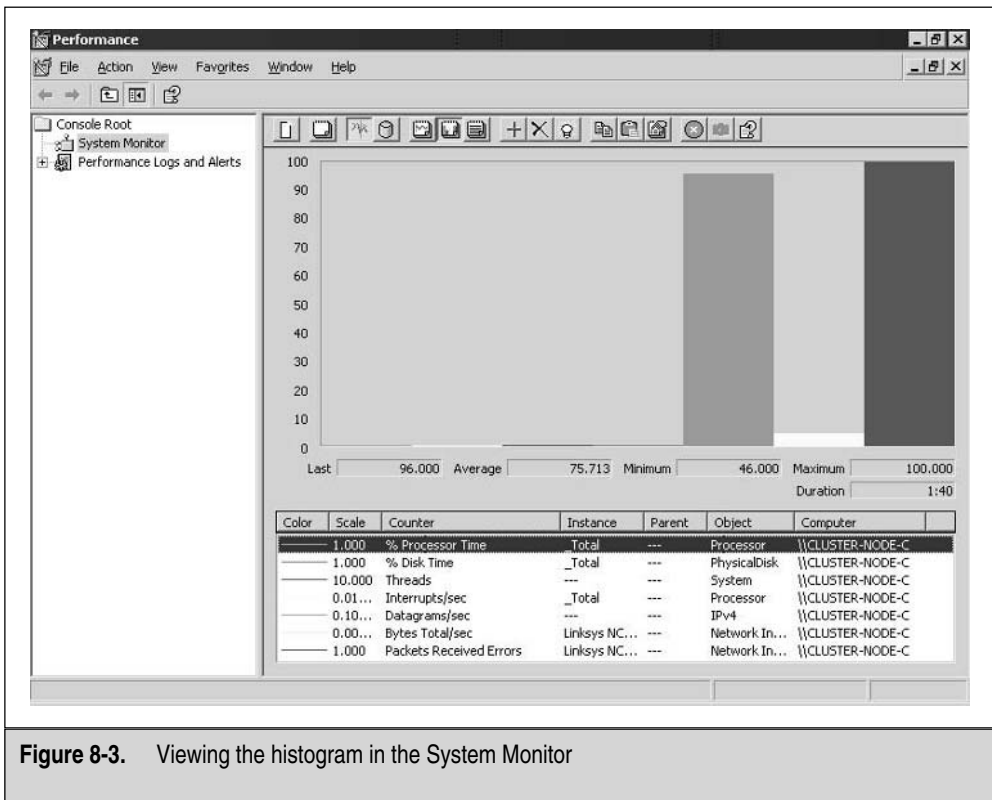 Performance
File Action View Favorites Window Help
Console Root
System Monitor
Performance Logs and Alerts
100
90
80
70
60
50
40
30
20
10
0
Last 96.000 Average 75.713 Minimum 46.000 Maximum 100.000
Duration 1:40
Color Scale Counter Instance Parent Object Computer
1.000 % Processor Time _Total --- Processor \\CLUSTER-NODE-C
1.000 % Disk Time _Total --- PhysicalDisk \\CLUSTER-NODE-C
10.000 Threads --- --- System \\CLUSTER-NODE-C
0.01... Interrupts/sec _Total --- Processor \\CLUSTER-NODE-C
0.10... Datagrams/sec --- --- IPv4 \\CLUSTER-NODE-C
0.00... Bytes Total/sec Linksys NC... --- Network In... \\CLUSTER-NODE-C
1.000 Packets Received Errors Linksys NC... --- Network In... \\CLUSTER-NODE-C
Figure 8-3. Viewing the histogram in the System Monitor